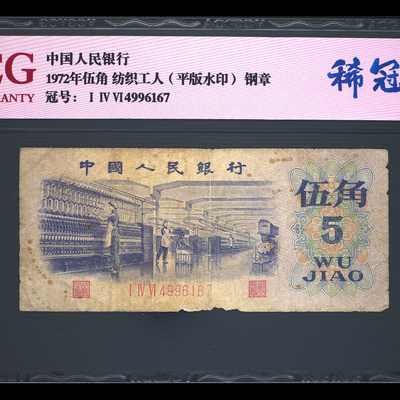 CG
RANTY
中国人民银行
1972年伍角 纺织工人(平版水印) 钢章
冠号: Ⅰ Ⅳ Ⅵ4996167
稀冠
中國人民銀行
伍角
5
WU
JIAO
Ⅰ Ⅳ Ⅵ 4996167